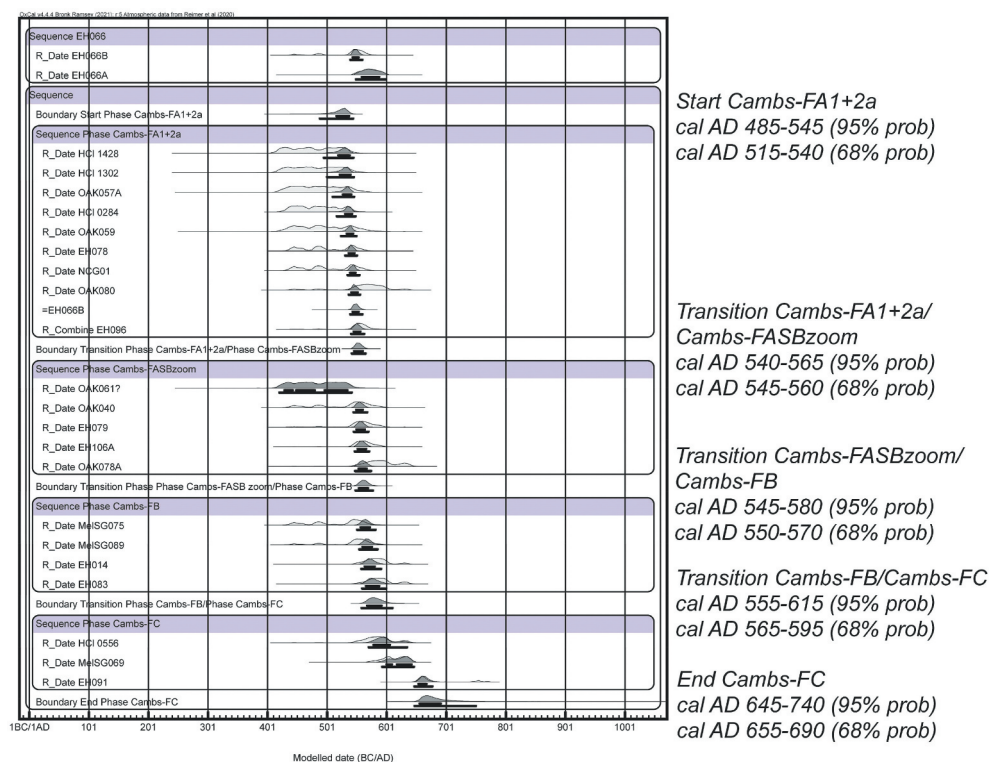 OxCal v4.4.4 Bronk Ramsey (2021); r:5 Atmospheric data from Reimer et al (2020)
Sequence EH066
R_Date EH066B
R_Date EH066A
Sequence
Boundary Start Phase Cambs-FA1+2a
Sequence Phase Cambs-FA1+2a
R_Date HCl 1428
R_Date HCl 1302
R_Date OAK057A
R_Date HCl 0284
R_Date OAK059
R_Date EH078
R_Date NCG01
R_Date OAK080
=EH066B
R_Combine EH096
Boundary Transition Phase Cambs-FA1+2a/Phase Cambs-FASBzoom
Sequence Phase Cambs-FASBzoom
R_Date OAK061?
R_Date OAK040
R_Date EH079
R_Date EH106A
R_Date OAK078A
Boundary Transition Phase Phase Cambs-FASB zoom/Phase Cambs-FB
Sequence Phase Cambs-FB
R_Date MelSG075
R_Date MelSG089
R_Date EH014
R_Date EH083
Boundary Transition Phase Cambs-FB/Phase Cambs-FC
Sequence Phase Cambs-FC
R_Date HCl 0556
R_Date MelSG069
R_Date EH091
Boundary End Phase Cambs-FC
1BC/1AD 101 201 301 401 501 601 701 801 901 1001
Modelled date (BC/AD)
Start Cambs-FA1+2a
cal AD 485-545 (95% prob)
cal AD 515-540 (68% prob)
Transition Cambs-FA1+2a/
Cambs-FASBzoom
cal AD 540-565 (95% prob)
cal AD 545-560 (68% prob)
Transition Cambs-FASBzoom/
Cambs-FB
cal AD 545-580 (95% prob)
cal AD 550-570 (68% prob)
Transition Cambs-FB/Cambs-FC
cal AD 555-615 (95% prob)
cal AD 565-595 (68% prob)
End Cambs-FC
cal AD 645-740 (95% prob)
cal AD 655-690 (68% prob)